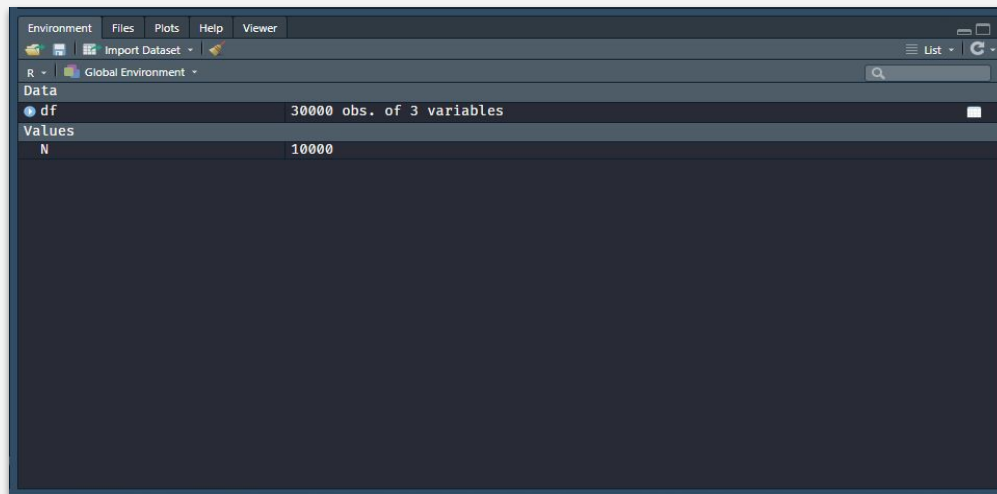 Environment Files Plots Help Viewer
Import Dataset List
R Global Environment
Data
df 30000 obs. of 3 variables
Values
N 10000